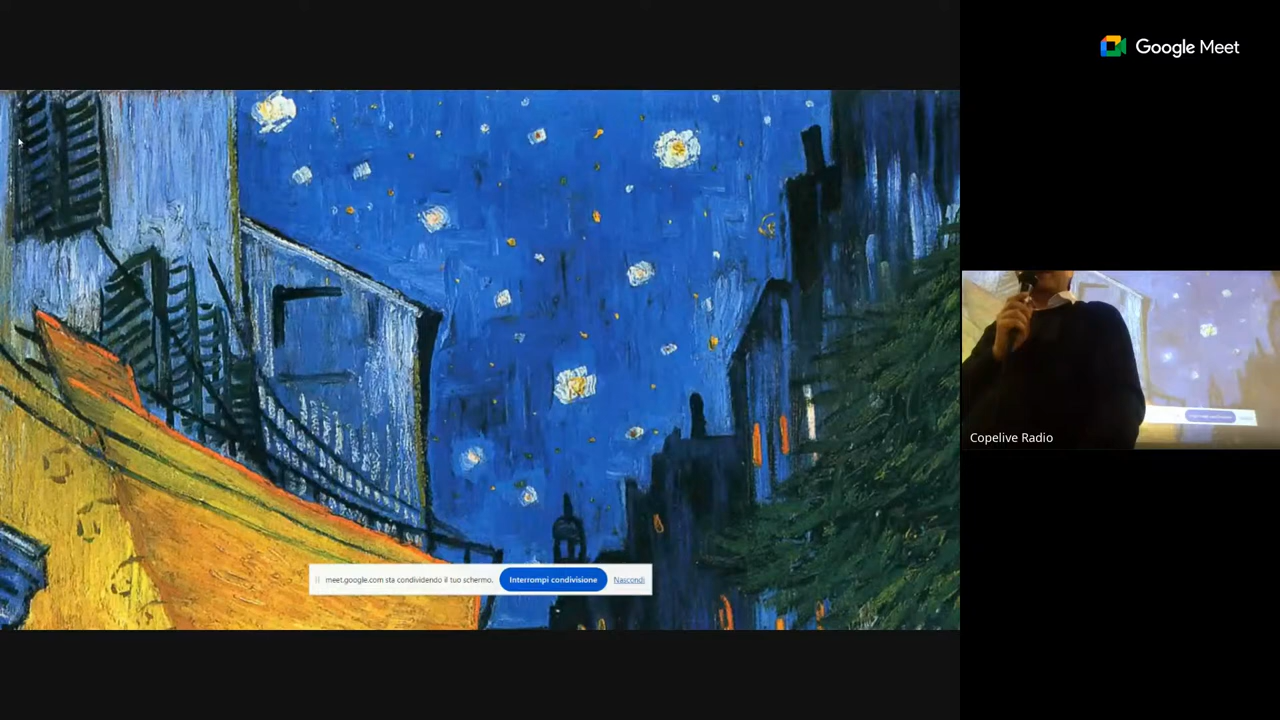 Google Meet
meet.google.com sta condividendo il tuo schermo. Interrompi condivisione Nascondi
Copelive Radio